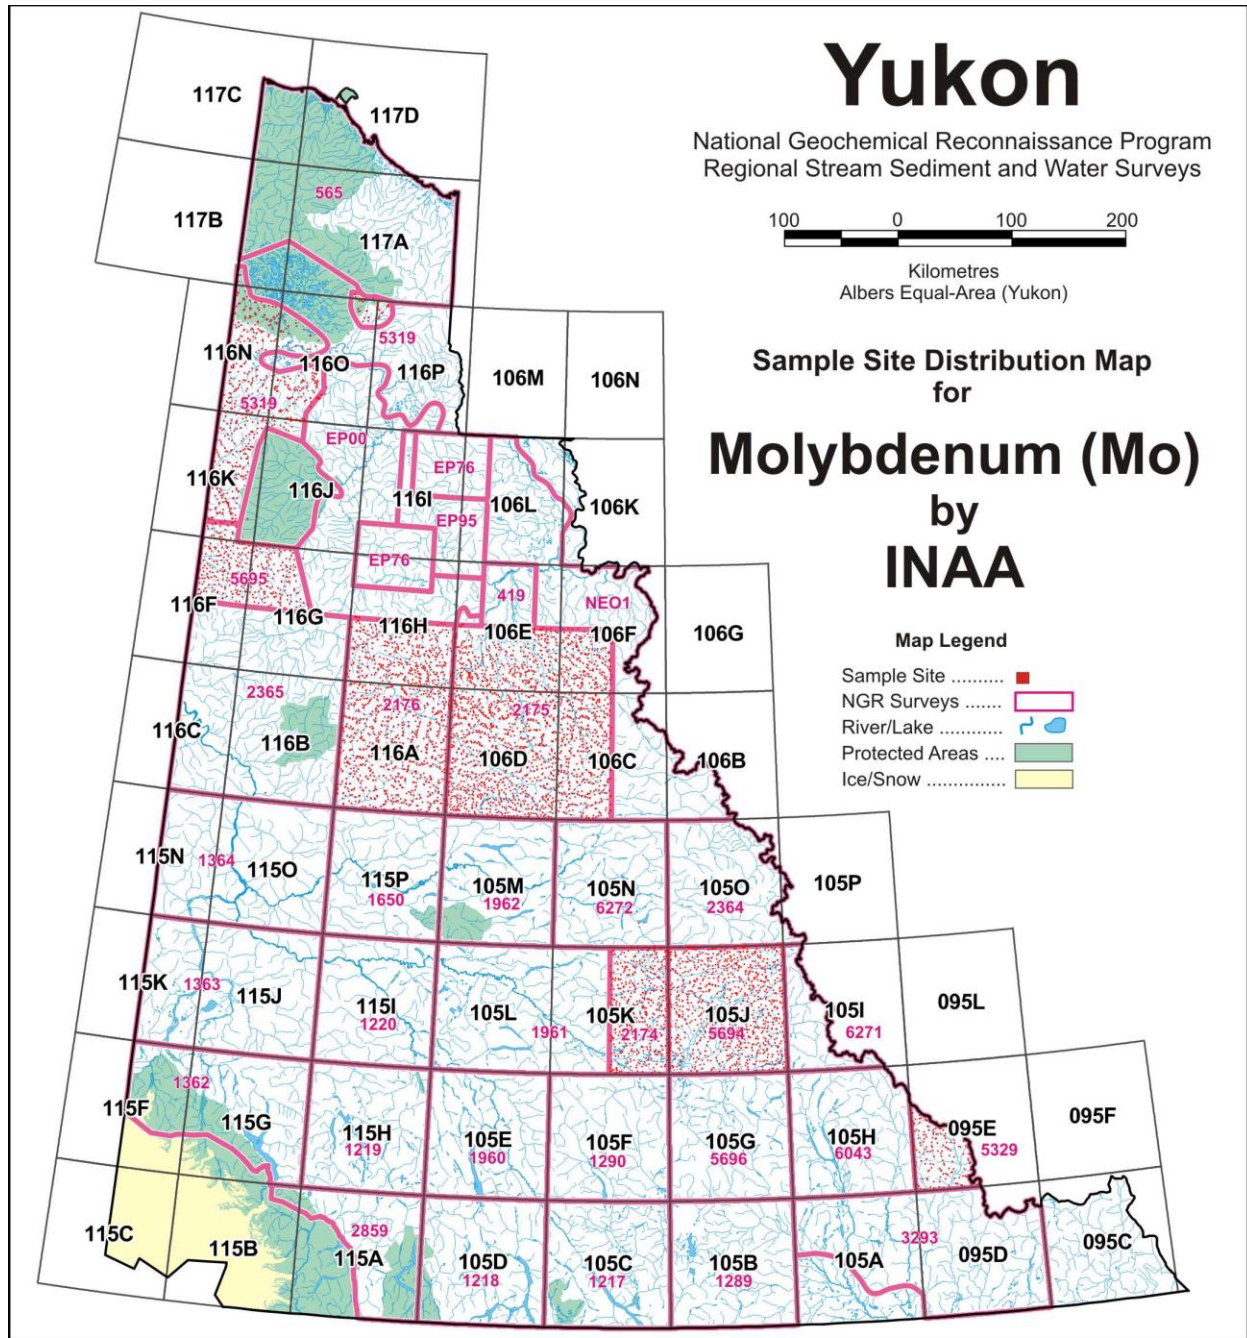 Yukon
National Geochemical Reconnaissance Program
Regional Stream Sediment and Water Surveys
100 0 100 200
Kilometres
Albers Equal-Area (Yukon)
Sample Site Distribution Map
for
Molybdenum (Mo)
by
INAA
Map Legend
Sample Site ..........
NGR Surveys .......
River/Lake ............
Protected Areas ....
Ice/Snow ...............
117C
117D
565
117B
117A
5319
116N
116O
116P
106M
106N
5319
EP00
EP76
116K
116J
116I
106L
106K
EP95
EP76
5695
419
NEO1
116F
116G
116H
106E
106F
106G
2365
2176
2175
116C
116B
116A
106D
106C
106B
115N
1364
115O
115P
1650
105M
1962
105N
6272
105O
2364
105P
115K
1363
115J
115I
1220
105L
1961
105K
2174
105J
5694
105I
6271
095L
1362
115F
115G
115H
1219
105E
1960
105F
1290
105G
5696
105H
6043
095E
5329
095F
115C
115B
2859
115A
105D
1218
105C
1217
105B
1289
105A
3293
095D
095C